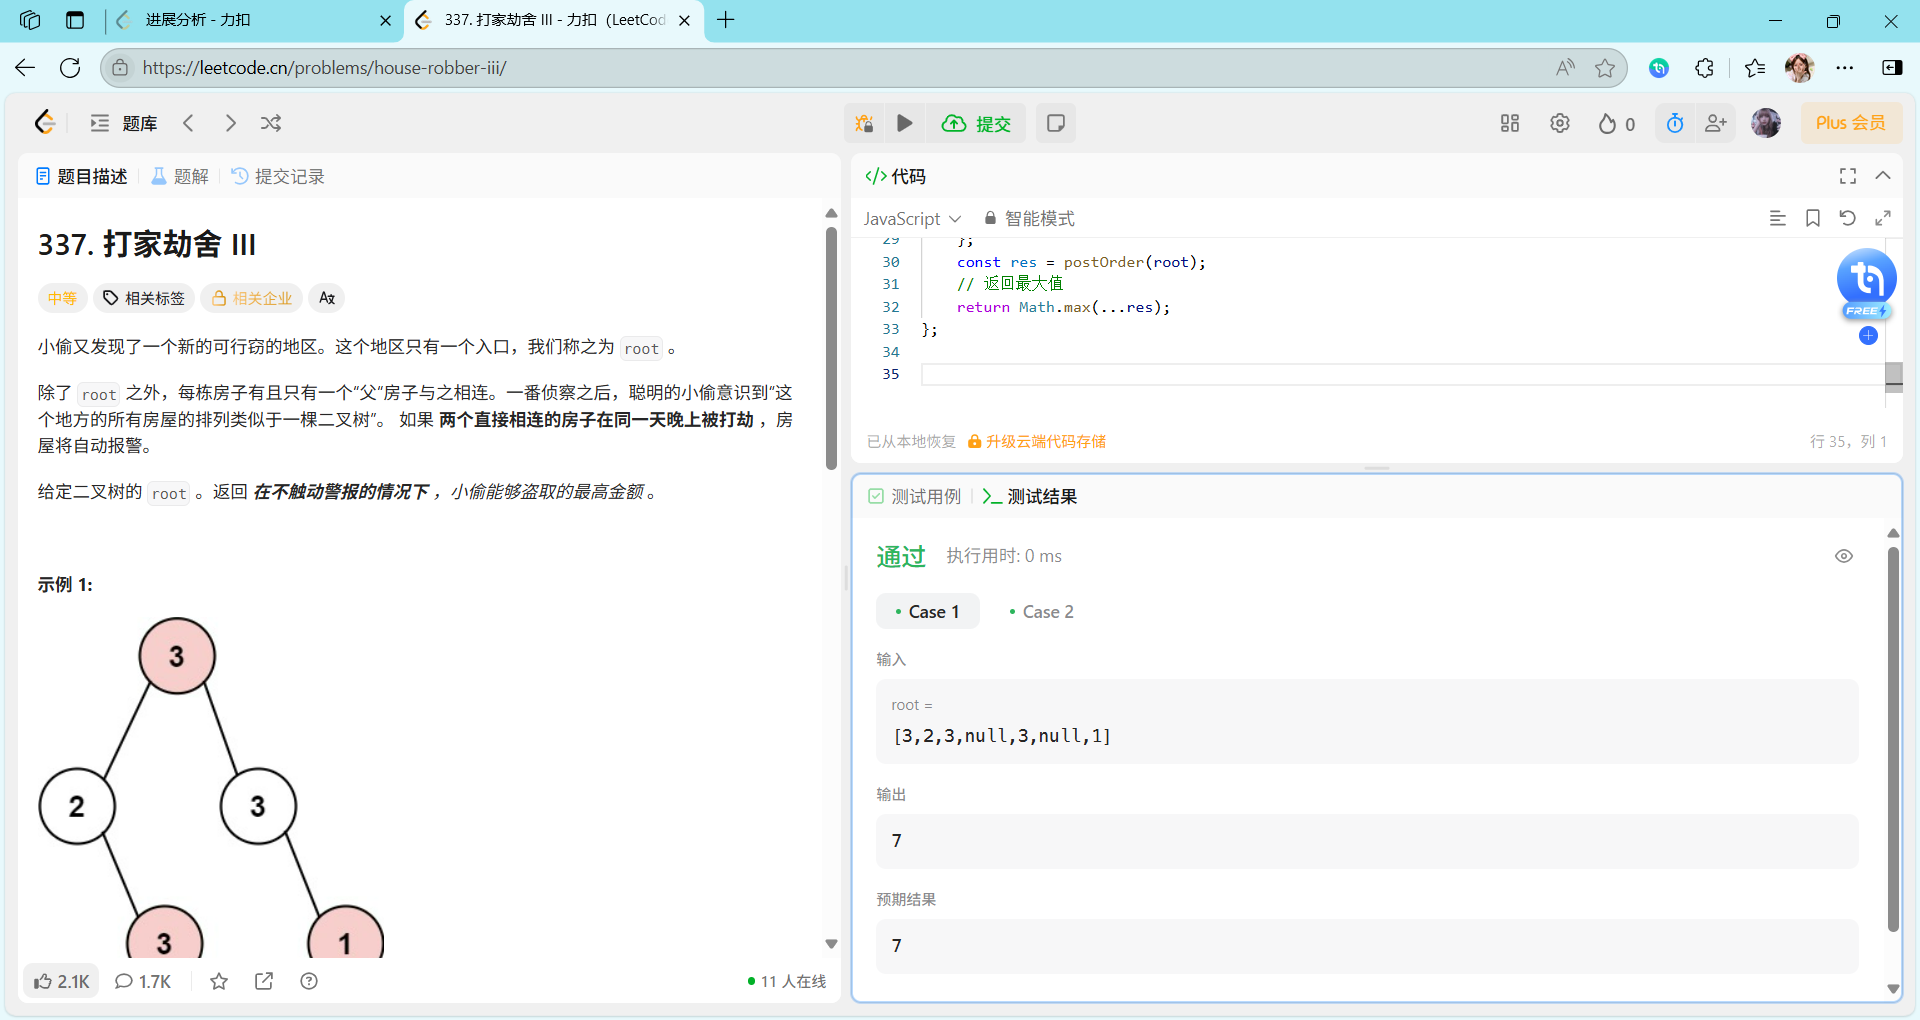 进展分析 - 力扣
337. 打家劫舍 III - 力扣 (LeetCod
https://leetcode.cn/problems/house-robber-iii/
题库
提交
0
Plus 会员
题目描述
题解
提交记录
337. 打家劫舍 III
中等
相关标签
相关企业
小偷又发现了一个新的可行窃的地区。这个地区只有一个入口，我们称之为 root 。
除了 root 之外，每栋房子有且只有一个“父“房子与之相连。一番侦察之后，聪明的小偷意识到“这
个地方的所有房屋的排列类似于一棵二叉树”。 如果 两个直接相连的房子在同一天晚上被打劫 ，房
屋将自动报警。
给定二叉树的 root 。返回 在不触动警报的情况下 ，小偷能够盗取的最高金额 。
示例 1:
3
2
3
3
1
2.1K
1.7K
11 人在线
代码
JavaScript
智能模式
29 };
30 const res = postOrder(root);
31 // 返回最大值
32 return Math.max(...res);
33 };
34
35
FREE
已从本地恢复
升级云端代码存储
行 35，列 1
测试用例
测试结果
通过
执行用时: 0 ms
Case 1
Case 2
输入
root =
[3,2,3,null,3,null,1]
输出
7
预期结果
7